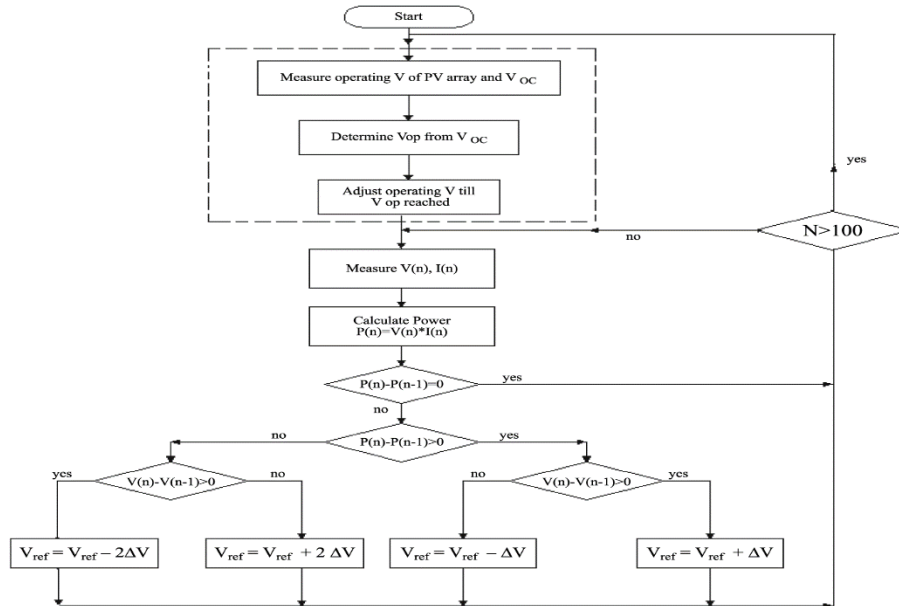 Start
Measure operating V of PV array and V OC
Determine Vop from V OC
Adjust operating V till
V op reached
yes
N>100
no
Measure V(n), I(n)
Calculate Power
P(n)=V(n)*I(n)
P(n)-P(n-1)=0
yes
no
P(n)-P(n-1)>0
no
yes
yes
V(n)-V(n-1)>0
no
no
V(n)-V(n-1)>0
yes
Vref = Vref − 2ΔV
Vref = Vref + 2 ΔV
Vref = Vref − ΔV
Vref = Vref + ΔV